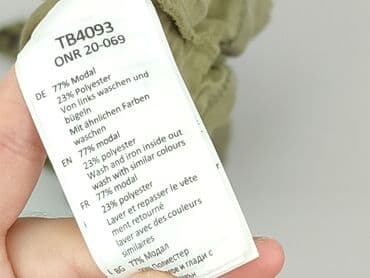 TB4093
ONR 20-069
DE 77% Modal
23% Polyester
Von links waschen und
bügeln
Mit ähnlichen Farben
waschen
EN 77% modal
23% polyester
Wash and iron inside out
wash with similar colours
FR 77% modal
23% polyester
Laver et repasser le vête
ment retourné
laver avec des couleurs
similaires
BG 77% Модал
Полиестер
и глади с